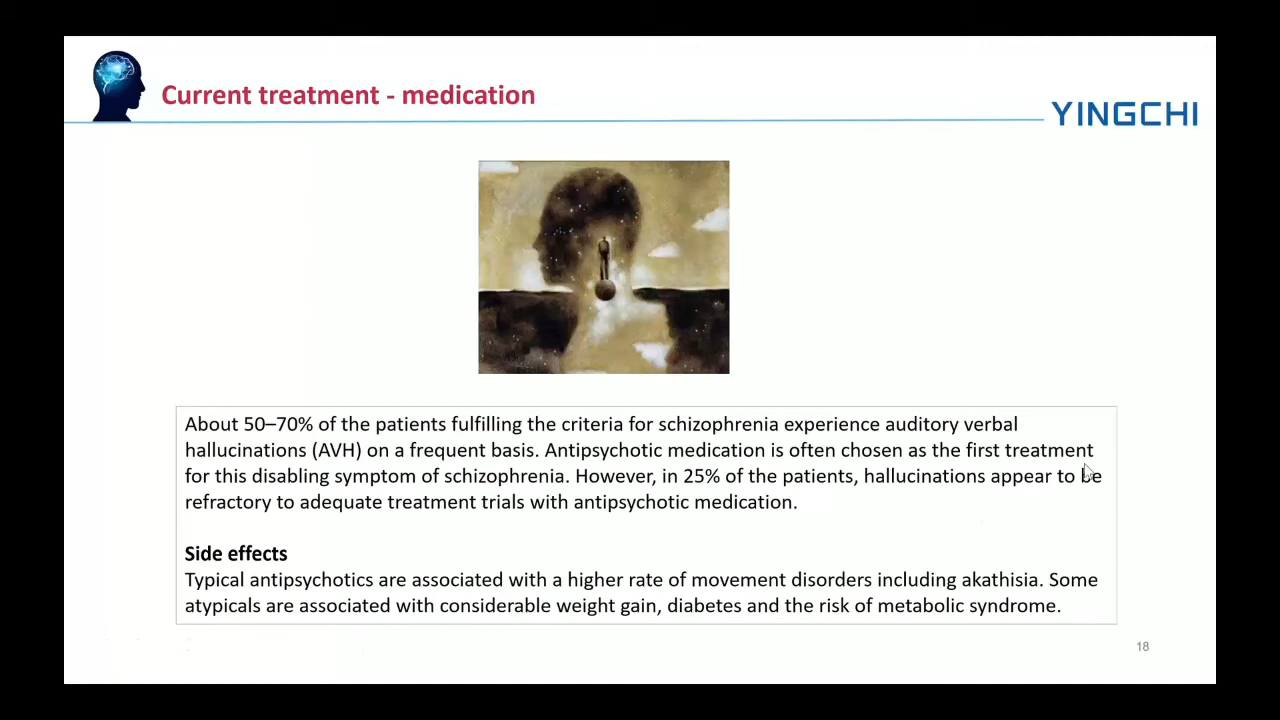 Current treatment - medication
YINGCHI
About 50–70% of the patients fulfilling the criteria for schizophrenia experience auditory verbal
hallucinations (AVH) on a frequent basis. Antipsychotic medication is often chosen as the first treatment
for this disabling symptom of schizophrenia. However, in 25% of the patients, hallucinations appear to be
refractory to adequate treatment trials with antipsychotic medication.
Side effects
Typical antipsychotics are associated with a higher rate of movement disorders including akathisia. Some
atypicals are associated with considerable weight gain, diabetes and the risk of metabolic syndrome.
18